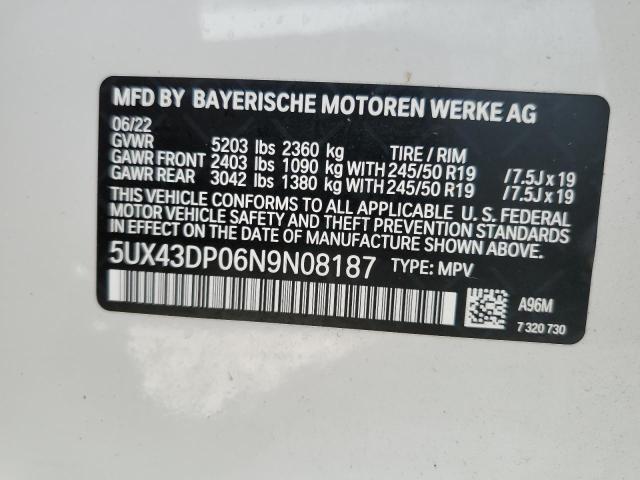 MFD BY BAYERISCHE MOTOREN WERKE AG
06/22
GVWR 5203 lbs 2360 kg TIRE / RIM
GAWR FRONT 2403 lbs 1090 kg WITH 245/50 R19 /7.5J x 19
GAWR REAR 3042 lbs 1380 kg WITH 245/50 R19 /7.5J x 19
THIS VEHICLE CONFORMS TO ALL APPLICABLE U. S. FEDERAL
MOTOR VEHICLE SAFETY AND THEFT PREVENTION STANDARDS
IN EFFECT ON THE DATE OF MANUFACTURE SHOWN ABOVE.
5UX43DP06N9N08187 TYPE: MPV
A96M
7 320 730